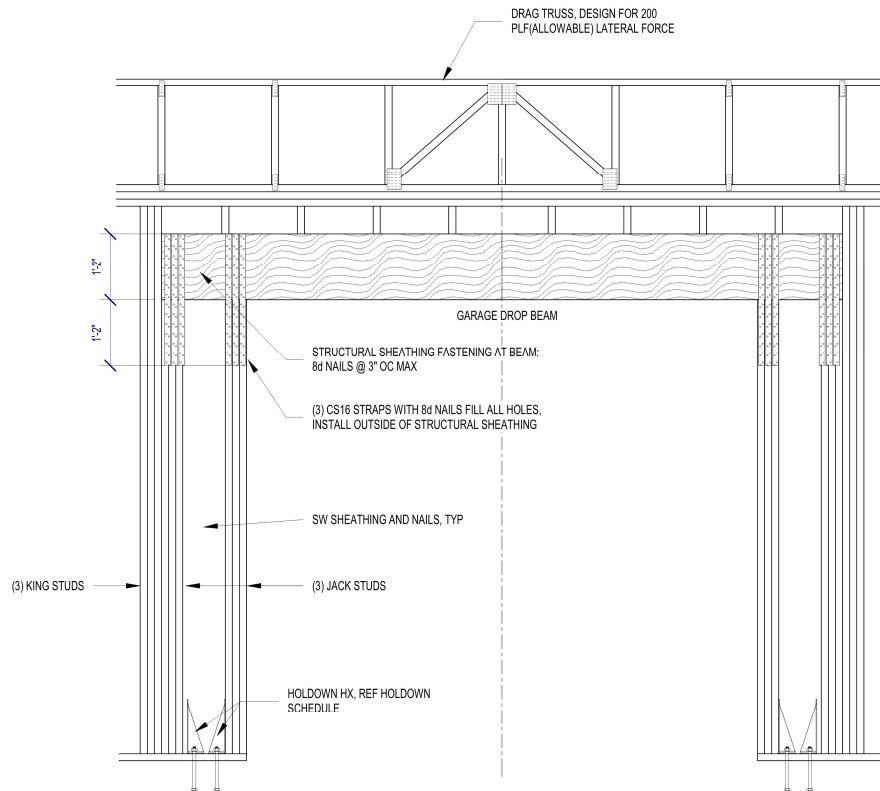 DRAG TRUSS, DESIGN FOR 200
PLF(ALLOWABLE) LATERAL FORCE
1'-2"
1'-2"
GARAGE DROP BEAM
STRUCTURAL SHEATHING FASTENING AT BEAM:
8d NAILS @ 3" OC MAX
(3) CS16 STRAPS WITH 8d NAILS FILL ALL HOLES,
INSTALL OUTSIDE OF STRUCTURAL SHEATHING
SW SHEATHING AND NAILS, TYP
(3) KING STUDS
(3) JACK STUDS
HOLDOWN HX, REF HOLDOWN
SCHEDULE